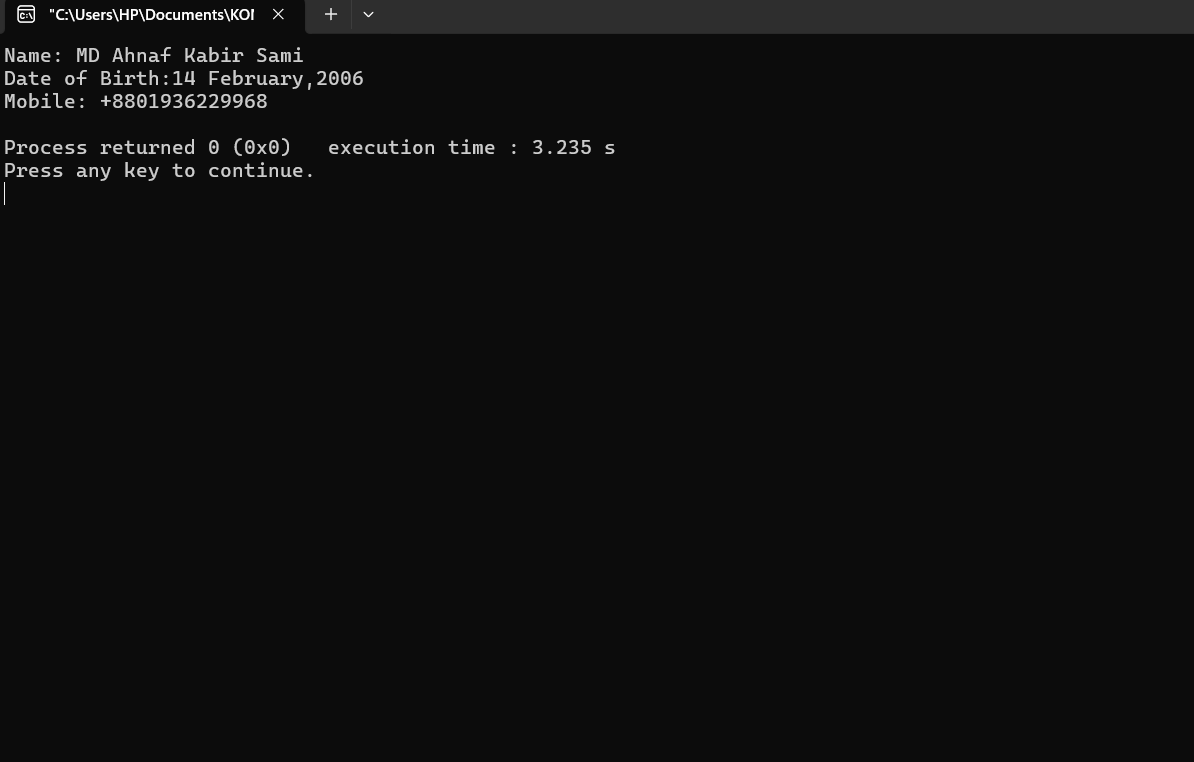 "C:\Users\HP\Documents\KO
Name: MD Ahnaf Kabir Sami
Date of Birth:14 February,2006
Mobile: +8801936229968
Process returned 0 (0x0)   execution time : 3.235 s
Press any key to continue.